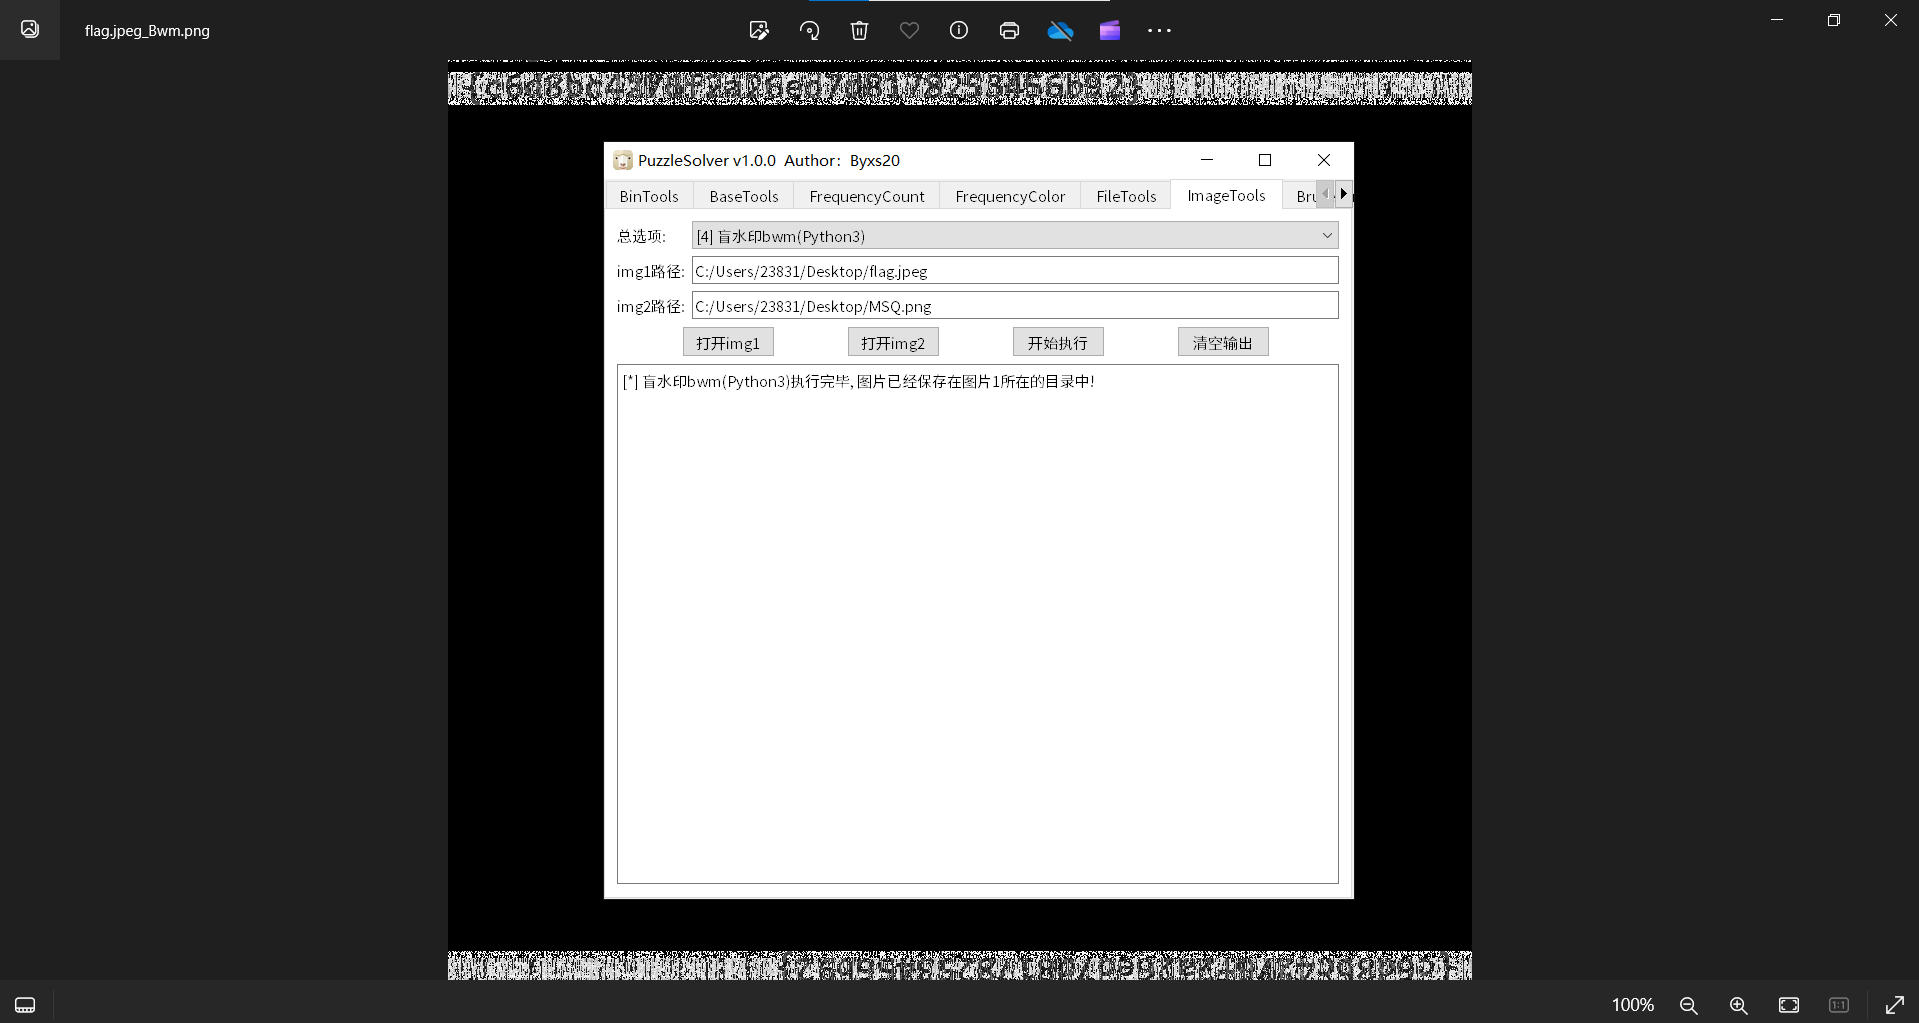 flag.jpeg_Bwm.png
PuzzleSolver v1.0.0 Author: Byxs20
BinTools BaseTools FrequencyCount FrequencyColor FileTools ImageTools
总选项: [4] 盲水印bwm(Python3)
img1路径: C:/Users/23831/Desktop/flag.jpeg
img2路径: C:/Users/23831/Desktop/MSQ.png
打开img1 打开img2 开始执行 清空输出
[*] 盲水印bwm(Python3)执行完毕, 图片已经保存在图片1所在的目录中!
100%